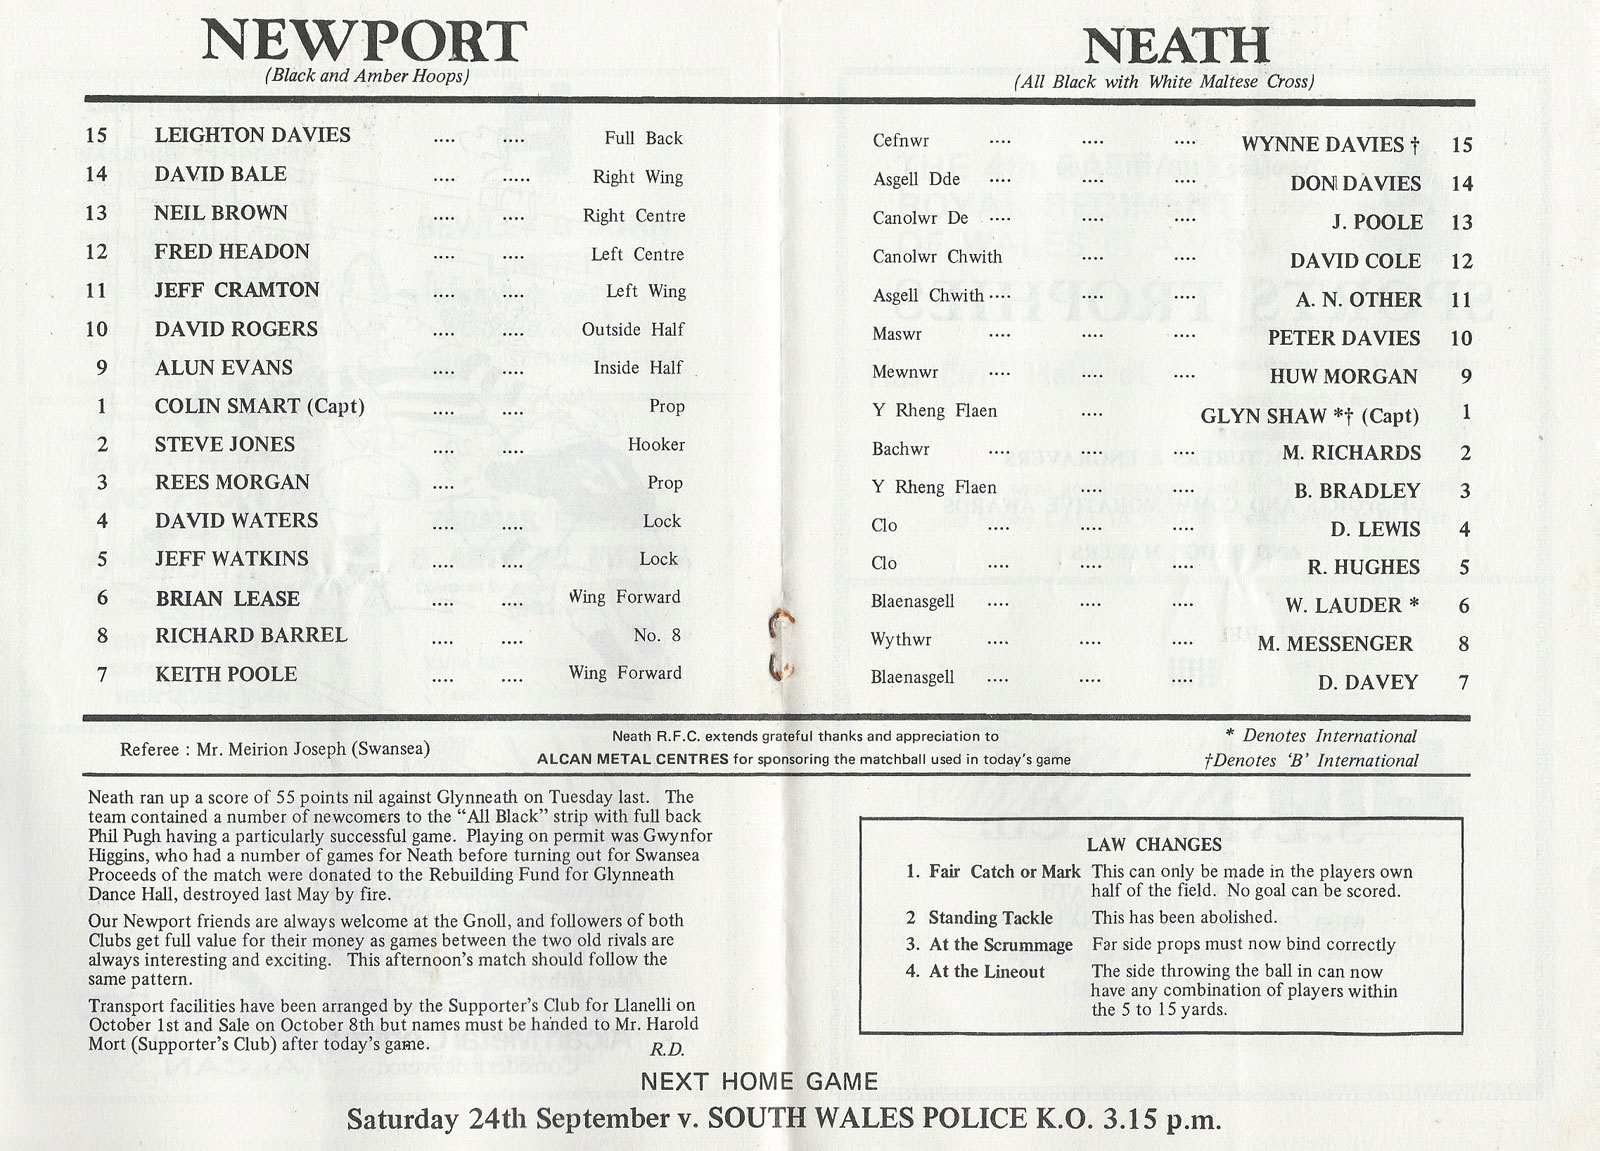 NEWPORT
(Black and Amber Hoops)
NEATH
(All Black with White Maltese Cross)
15 LEIGHTON DAVIES .... .... Full Back
14 DAVID BALE .... ..... Right Wing
13 NEIL BROWN .... .... Right Centre
12 FRED HEADON .... .... Left Centre
11 JEFF CRAMTON .... .... Left Wing
10 DAVID ROGERS .... .... Outside Half
9 ALUN EVANS .... .... Inside Half
1 COLIN SMART (Capt) .... .... Prop
2 STEVE JONES .... .... Hooker
3 REES MORGAN .... Prop
4 DAVID WATERS .... .... Lock
5 JEFF WATKINS .... .... Lock
6 BRIAN LEASE .... .... Wing Forward
8 RICHARD BARREL .... .... No. 8
7 KEITH POOLE .... .... Wing Forward
Cefnwr .... .... .... WYNNE DAVIES † 15
Asgell Dde .... .... .... DON DAVIES 14
Canolwr De .... .... .... J. POOLE 13
Canolwr Chwith .... .... DAVID COLE 12
Asgell Chwith .... .... .... A. N. OTHER 11
Maswr .... .... .... PETER DAVIES 10
Mewnwr .... .... .... HUW MORGAN 9
Y Rheng Flaen .... GLYN SHAW *† (Capt) 1
Bachwr .... .... .... M. RICHARDS 2
Y Rheng Flaen .... .... B. BRADLEY 3
Clo .... .... .... D. LEWIS 4
Clo .... .... .... R. HUGHES 5
Blaenasgell .... .... .... W. LAUDER * 6
Wythwr .... .... .... M. MESSENGER 8
Blaenasgell .... .... .... D. DAVEY 7
Referee : Mr. Meirion Joseph (Swansea)
Neath R.F.C. extends grateful thanks and appreciation to
ALCAN METAL CENTRES for sponsoring the matchball used in today's game
* Denotes International
†Denotes 'B' International
Neath ran up a score of 55 points nil against Glynneath on Tuesday last. The
team contained a number of newcomers to the "All Black" strip with full back
Phil Pugh having a particularly successful game. Playing on permit was Gwynfor
Higgins, who had a number of games for Neath before turning out for Swansea
Proceeds of the match were donated to the Rebuilding Fund for Glynneath
Dance Hall, destroyed last May by fire.
Our Newport friends are always welcome at the Gnoll, and followers of both
Clubs get full value for their money as games between the two old rivals are
always interesting and exciting. This afternoon's match should follow the
same pattern.
Transport facilities have been arranged by the Supporter's Club for Llanelli on
October 1st and Sale on October 8th but names must be handed to Mr. Harold
Mort (Supporter's Club) after today's game.
R.D.
LAW CHANGES
1. Fair Catch or Mark This can only be made in the players own
half of the field. No goal can be scored.
2 Standing Tackle This has been abolished.
3. At the Scrummage Far side props must now bind correctly
4. At the Lineout The side throwing the ball in can now
have any combination of players within
the 5 to 15 yards.
NEXT HOME GAME
Saturday 24th September v. SOUTH WALES POLICE K.O. 3.15 p.m.